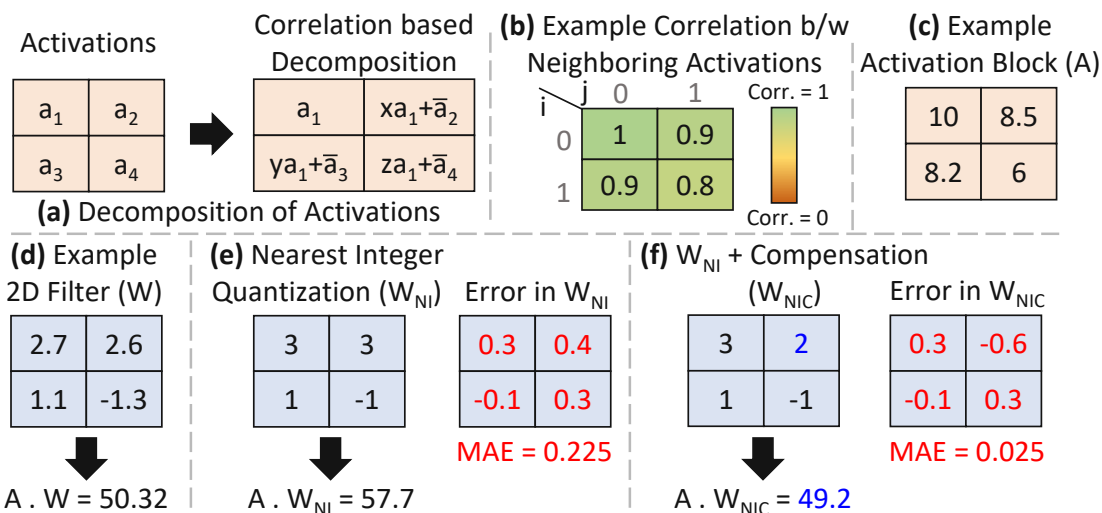 Activations
a1 a2
a3 a4
Correlation based
Decomposition
a1 xa1+a̅2
ya1+a̅3 za1+a̅4
(a) Decomposition of Activations
(b) Example Correlation b/w
Neighboring Activations
j 0 1
i
0 1 0.9
1 0.9 0.8
Corr. = 1
Corr. = 0
(c) Example
Activation Block (A)
10 8.5
8.2 6
(d) Example
2D Filter (W)
2.7 2.6
1.1 -1.3
A . W = 50.32
(e) Nearest Integer
Quantization (WNI)
3 3
1 -1
A . WNI = 57.7
Error in WNI
0.3 0.4
-0.1 0.3
MAE = 0.225
(f) WNI + Compensation
(WNIC)
3 2
1 -1
A . WNIC = 49.2
Error in WNIC
0.3 -0.6
-0.1 0.3
MAE = 0.025